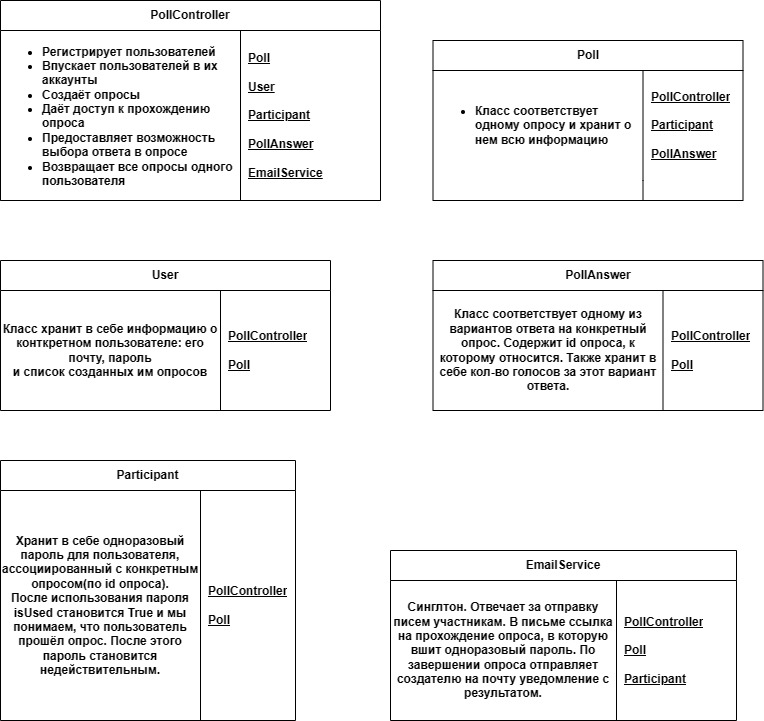 PollController
Регистрирует пользователей
Впускает пользователей в их
аккаунты
Создаёт опросы
Даёт доступ к прохождению
опроса
Предоставляет возможность
выбора ответа в опросе
Возвращает все опросы одного
пользователя
Poll
User
Participant
PollAnswer
EmailService
Poll
Класс соответствует
одному опросу и хранит о
нем всю информацию
PollController
Participant
PollAnswer
User
Класс хранит в себе информацию о
конткретном пользователе: его
почту, пароль
и список созданных им опросов
PollController
Poll
PollAnswer
Класс соответствует одному из
вариантов ответа на конкретный
опрос. Содержит id опроса, к
которому относится. Также хранит в
себе кол-во голосов за этот вариант
ответа.
PollController
Poll
Participant
Хранит в себе одноразовый
пароль для пользователя,
ассоциированный с конкретным
опросом(по id опроса).
После использования пароля
isUsed становится True и мы
понимаем, что пользователь
прошёл опрос. После этого
пароль становится
недействительным.
PollController
Poll
EmailService
Синглтон. Отвечает за отправку
писем участникам. В письме ссылка
на прохождение опроса, в которую
вшит одноразовый пароль. По
завершении опроса отправляет
создателю на почту уведомление с
результатом.
PollController
Poll
Participant